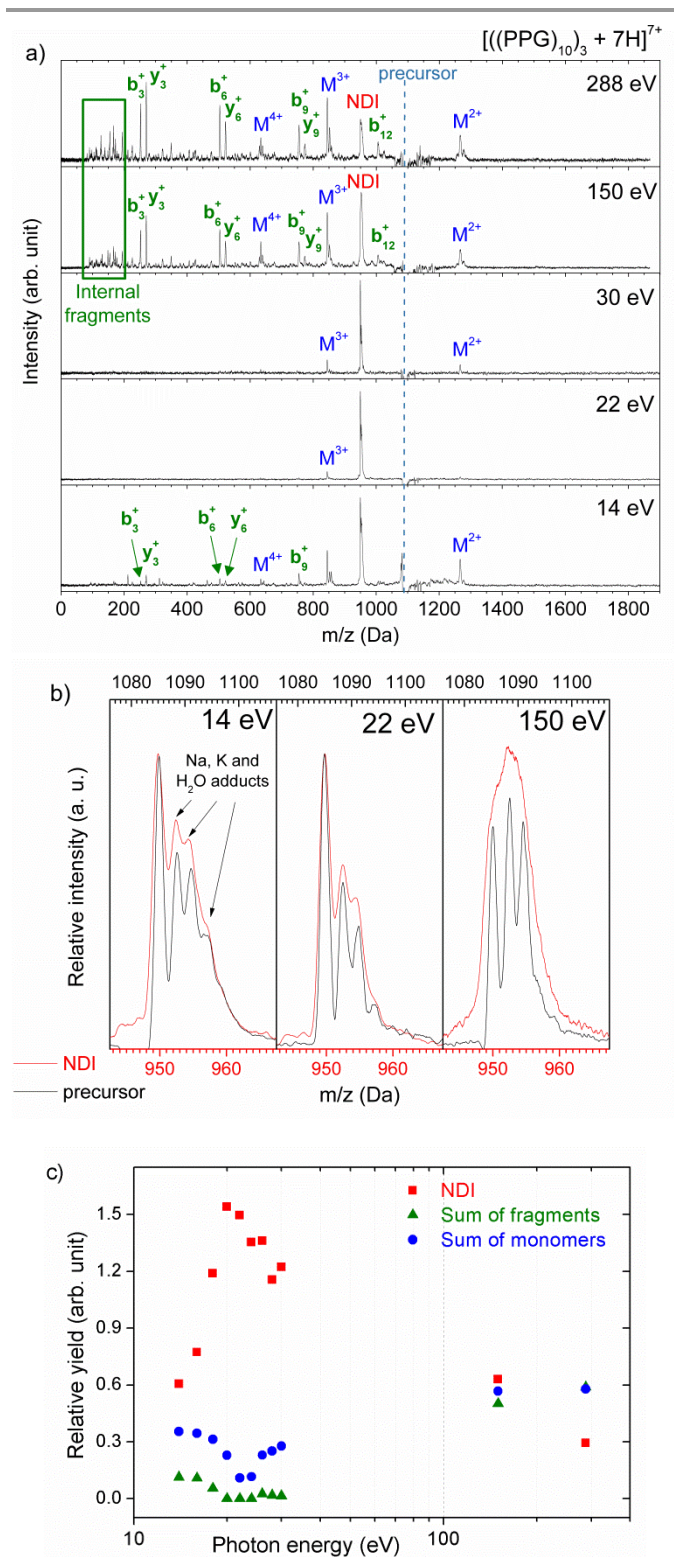 [((PPG)₁₀)₃ + 7H]⁷⁺
a)
precursor
288 eV
b₃⁺ y₃⁺ b₆⁺ y₆⁺ M⁴⁺ b₉⁺ y₉⁺ M³⁺ NDI b₁₂⁺ M²⁺
150 eV
b₃⁺ y₃⁺ b₆⁺ y₆⁺ M⁴⁺ b₉⁺ y₉⁺ M³⁺ NDI b₁₂⁺ M²⁺
Internal
fragments
30 eV
M³⁺ M²⁺
22 eV
M³⁺
14 eV
b₃⁺ y₃⁺ b₆⁺ y₆⁺ M⁴⁺ b₉⁺ M²⁺
Intensity (arb. unit)
0 200 400 600 800 1000 1200 1400 1600 1800
m/z (Da)
b)
1080 1090 1100 1080 1090 1100 1080 1090 1100
14 eV 22 eV 150 eV
Na, K and
H₂O adducts
Relative intensity (a. u.)
950 960 950 960 950 960
NDI
precursor
m/z (Da)
c)
NDI
Sum of fragments
Sum of monomers
Relative yield (arb. unit)
1.5
1.2
0.9
0.6
0.3
0.0
10 100
Photon energy (eV)